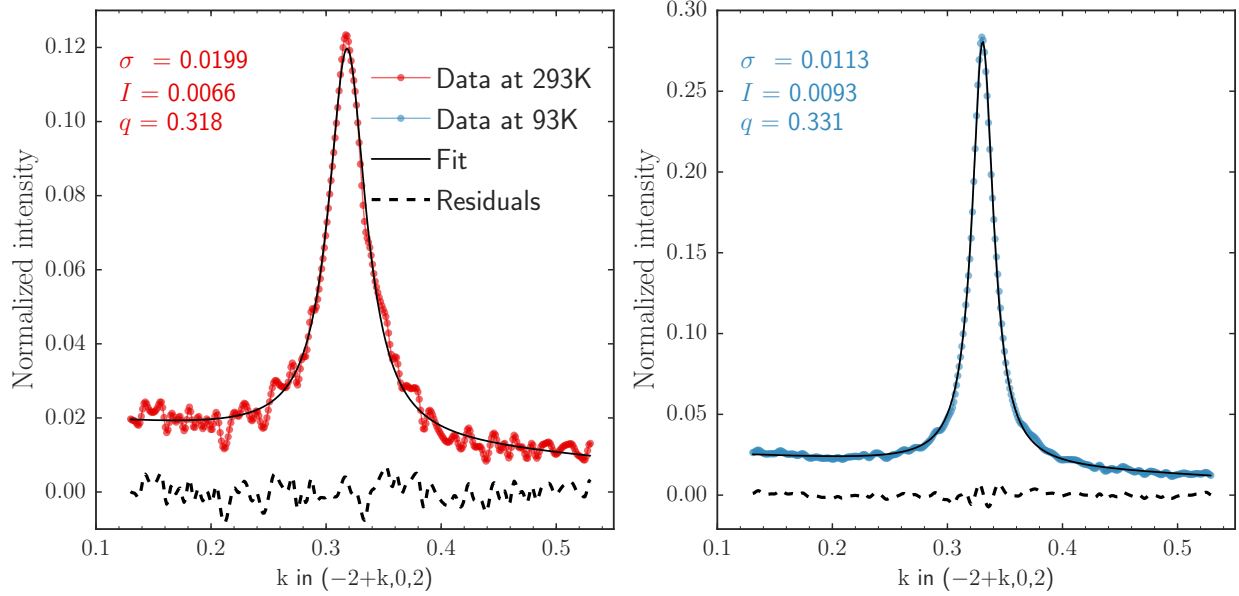 Normalized intensity
0.12
0.10
0.08
0.06
0.04
0.02
0.00
σ = 0.0199
I = 0.0066
q = 0.318
Data at 293K
Data at 93K
Fit
Residuals
0.1 0.2 0.3 0.4 0.5
k in (−2+k,0,2)
Normalized intensity
0.30
0.25
0.20
0.15
0.10
0.05
0.00
σ = 0.0113
I = 0.0093
q = 0.331
0.1 0.2 0.3 0.4 0.5
k in (−2+k,0,2)